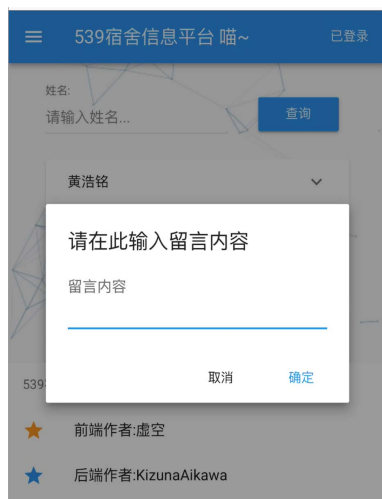 539宿舍信息平台 喵~ 已登录
姓名:
请输入姓名... 查询
黄浩铭
请在此输入留言内容
留言内容
取消 确定
539
前端作者:虚空
后端作者:KizunaAikawa